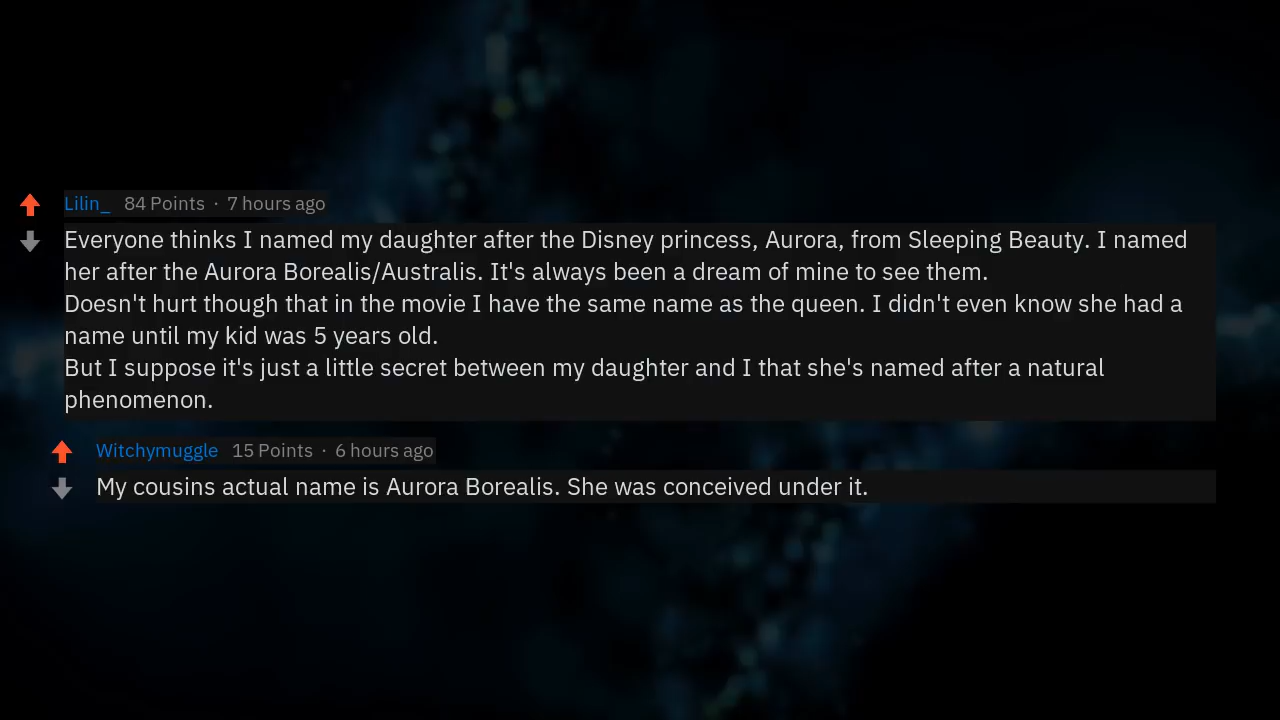 Lilin_ 84 Points · 7 hours ago
Everyone thinks I named my daughter after the Disney princess, Aurora, from Sleeping Beauty. I named
her after the Aurora Borealis/Australis. It's always been a dream of mine to see them.
Doesn't hurt though that in the movie I have the same name as the queen. I didn't even know she had a
name until my kid was 5 years old.
But I suppose it's just a little secret between my daughter and I that she's named after a natural
phenomenon.
Witchymuggle 15 Points · 6 hours ago
My cousins actual name is Aurora Borealis. She was conceived under it.